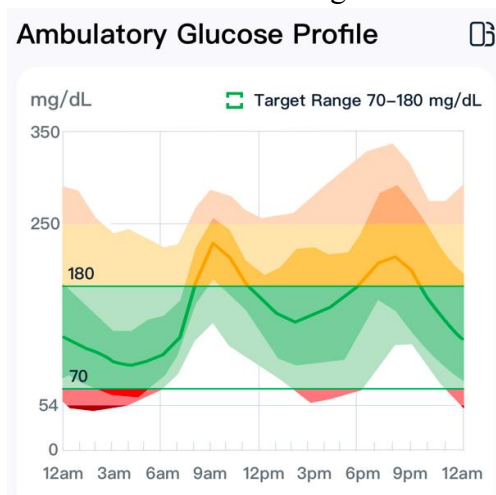 Ambulatory Glucose Profile
mg/dL
Target Range 70–180 mg/dL
350
250
180
70
54
0
12am 3am 6am 9am 12pm 3pm 6pm 9pm 12am